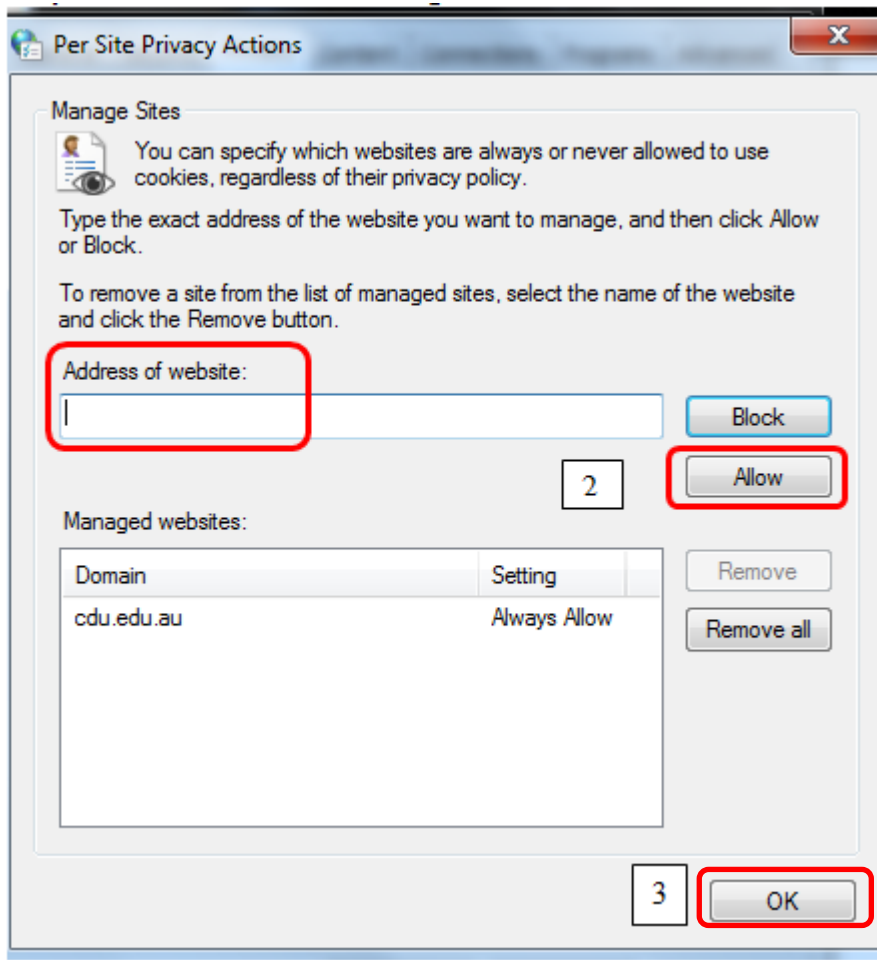 Per Site Privacy Actions
Manage Sites
You can specify which websites are always or never allowed to use
cookies, regardless of their privacy policy.
Type the exact address of the website you want to manage, and then click Allow
or Block.
To remove a site from the list of managed sites, select the name of the website
and click the Remove button.
Address of website:
Block
2
Allow
Managed websites:
Domain Setting
Remove
cdu.edu.au Always Allow
Remove all
3
OK